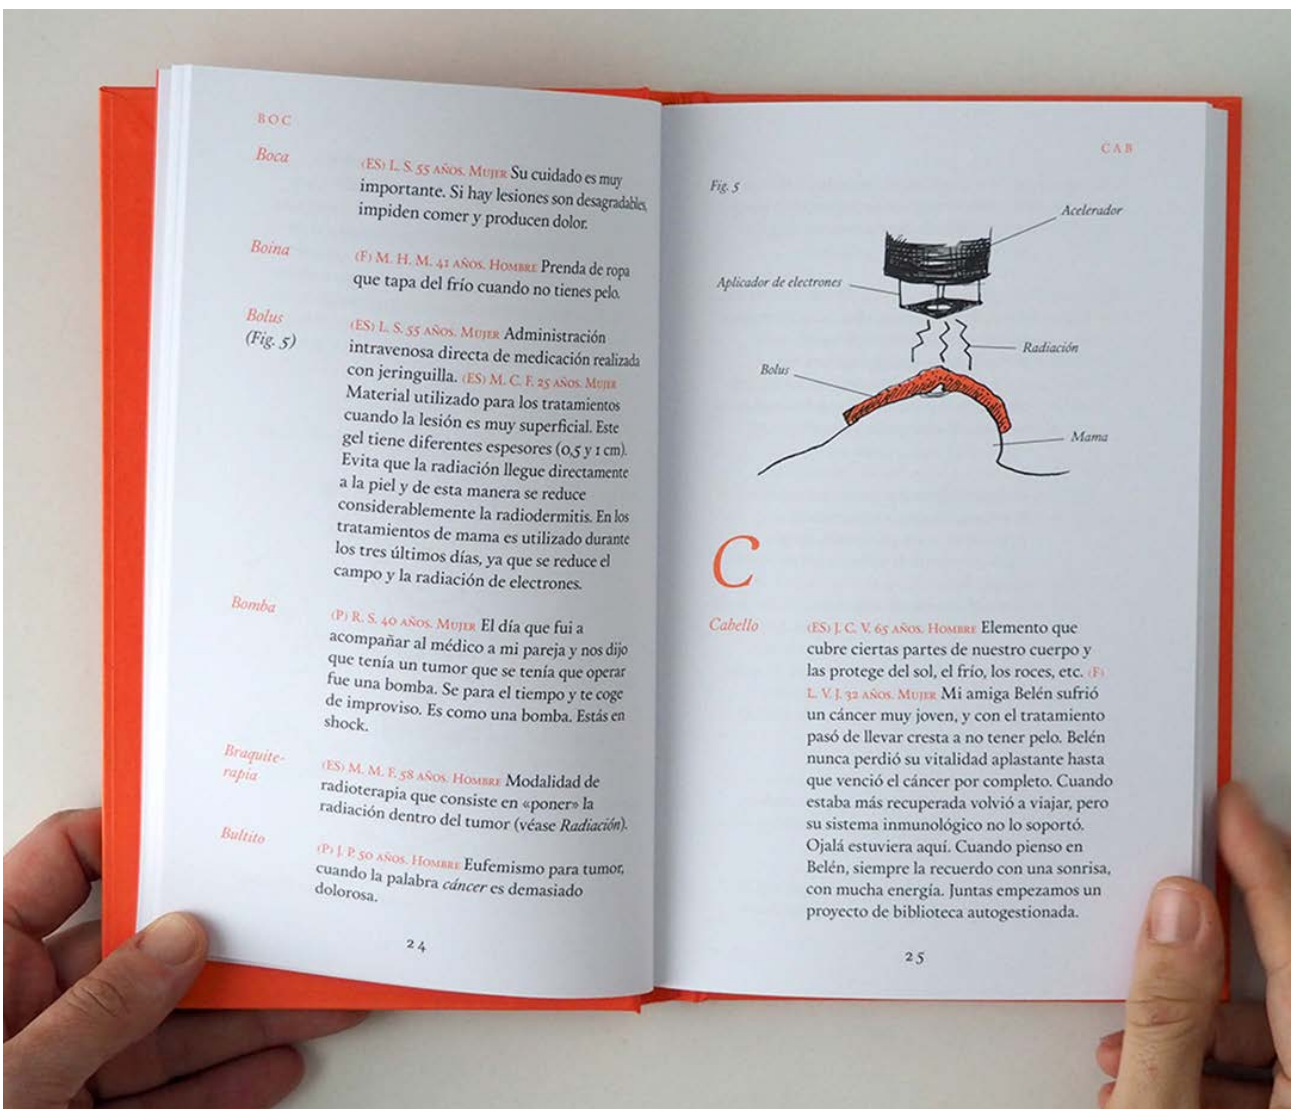 BOC
Boca
(ES) L. S. 55 AÑOS. MUJER Su cuidado es muy
importante. Si hay lesiones son desagradables,
impiden comer y producen dolor.
Boina
(F) M. H. M. 41 AÑOS. HOMBRE Prenda de ropa
que tapa del frío cuando no tienes pelo.
Bolus
(Fig. 5)
(ES) L. S. 55 AÑOS. MUJER Administración
intravenosa directa de medicación realizada
con jeringuilla. (ES) M. C. F. 25 AÑOS. MUJER
Material utilizado para los tratamientos
cuando la lesión es muy superficial. Este
gel tiene diferentes espesores (0,5 y 1 cm).
Evita que la radiación llegue directamente
a la piel y de esta manera se reduce
considerablemente la radiodermitis. En los
tratamientos de mama es utilizado durante
los tres últimos días, ya que se reduce el
campo y la radiación de electrones.
Bomba
(P) R. S. 40 AÑOS. MUJER El día que fui a
acompañar al médico a mi pareja y nos dijo
que tenía un tumor que se tenía que operar
fue una bomba. Se para el tiempo y te coge
de improviso. Es como una bomba. Estás en
shock.
Braquite-
rapia
(ES) M. M. F. 58 AÑOS. HOMBRE Modalidad de
radioterapia que consiste en «poner» la
radiación dentro del tumor (véase Radiación).
Bultito
(P) J. P. 50 AÑOS. HOMBRE Eufemismo para tumor,
cuando la palabra cáncer es demasiado
dolorosa.
24
CAB
Fig. 5
Acelerador
Aplicador de electrones
Radiación
Bolus
Mama
C
Cabello
(ES) J. C. V. 65 AÑOS. HOMBRE Elemento que
cubre ciertas partes de nuestro cuerpo y
las protege del sol, el frío, los roces, etc. (F)
L. V. J. 32 AÑOS. MUJER Mi amiga Belén sufrió
un cáncer muy joven, y con el tratamiento
pasó de llevar cresta a no tener pelo. Belén
nunca perdió su vitalidad aplastante hasta
que venció el cáncer por completo. Cuando
estaba más recuperada volvió a viajar, pero
su sistema inmunológico no lo soportó.
Ojalá estuviera aquí. Cuando pienso en
Belén, siempre la recuerdo con una sonrisa,
con mucha energía. Juntas empezamos un
proyecto de biblioteca autogestionada.
25